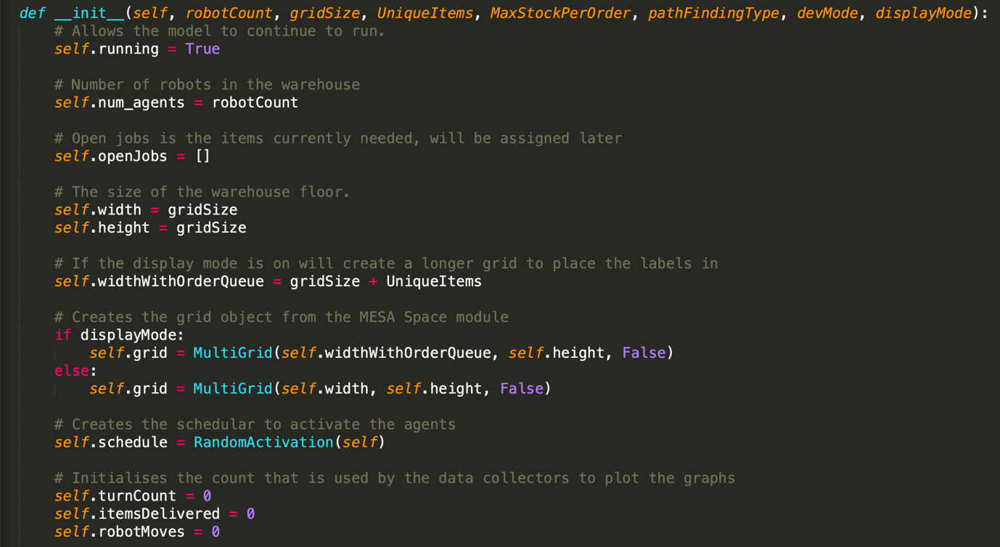 def __init__(self, robotCount, gridSize, UniqueItems, MaxStockPerOrder, pathFindingType, devMode, displayMode):
    # Allows the model to continue to run.
    self.running = True

    # Number of robots in the warehouse
    self.num_agents = robotCount

    # Open jobs is the items currently needed, will be assigned later
    self.openJobs = []

    # The size of the warehouse floor.
    self.width = gridSize
    self.height = gridSize

    # If the display mode is on will create a longer grid to place the labels in
    self.widthWithOrderQueue = gridSize + UniqueItems

    # Creates the grid object from the MESA Space module
    if displayMode:
        self.grid = MultiGrid(self.widthWithOrderQueue, self.height, False)
    else:
        self.grid = MultiGrid(self.width, self.height, False)

    # Creates the schedular to activate the agents
    self.schedule = RandomActivation(self)

    # Initialises the count that is used by the data collectors to plot the graphs
    self.turnCount = 0
    self.itemsDelivered = 0
    self.robotMoves = 0